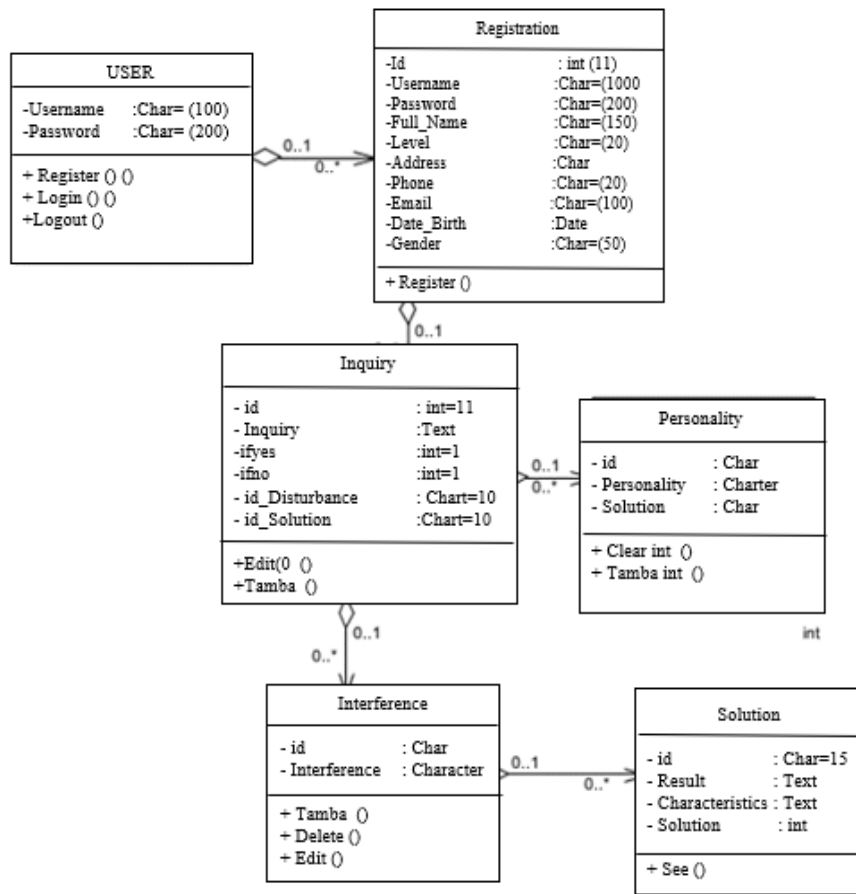 USER
-Username :Char= (100)
-Password :Char= (200)
+ Register () ()
+ Login () ()
+Logout ()
0..1
0..*
Registration
-Id : int (11)
-Username :Char=(1000
-Password :Char=(200)
-Full_Name :Char=(150)
-Level :Char=(20)
-Address :Char
-Phone :Char=(20)
-Email :Char=(100)
-Date_Birth :Date
-Gender :Char=(50)
+ Register ()
0..1
Inquiry
- id : int=11
- Inquiry :Text
-ifyes :int=1
-ifno :int=1
- id_Disturbance : Chart=10
- id_Solution :Chart=10
+Edit(0 ()
+Tamba ()
0..1
0..*
Personality
- id : Char
- Personality : Charter
- Solution : Char
+ Clear int ()
+ Tamba int ()
int
0..1
0..*
Interference
- id : Char
- Interference : Character
+ Tamba ()
+ Delete ()
+ Edit ()
0..1
0..*
Solution
- id : Char=15
- Result : Text
- Characteristics : Text
- Solution : int
+ See ()